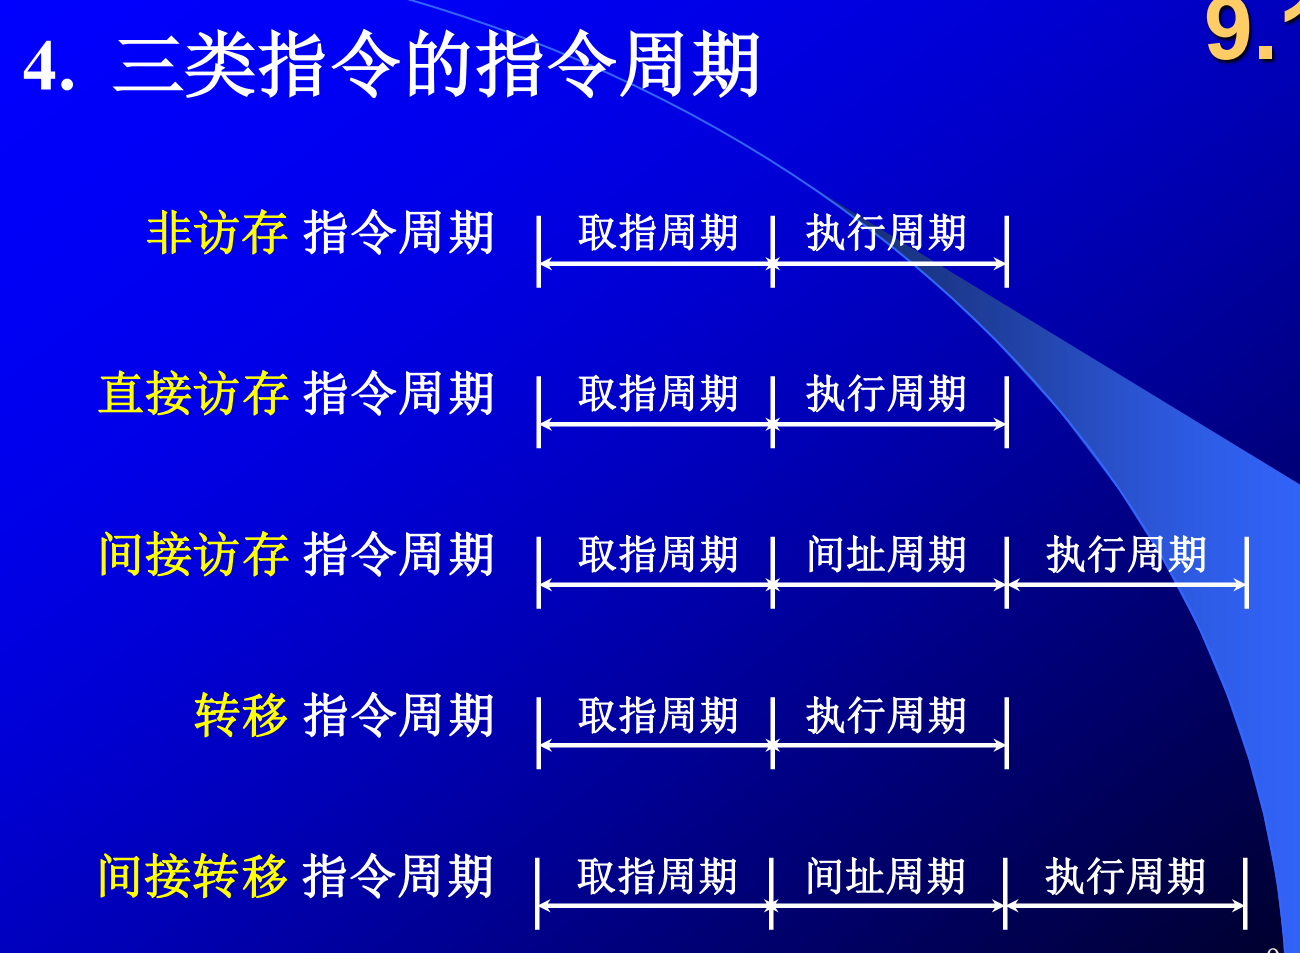 9.1
4. 三类指令的指令周期
非访存 指令周期 取指周期 执行周期
直接访存 指令周期 取指周期 执行周期
间接访存 指令周期 取指周期 间址周期 执行周期
转移 指令周期 取指周期 执行周期
间接转移 指令周期 取指周期 间址周期 执行周期